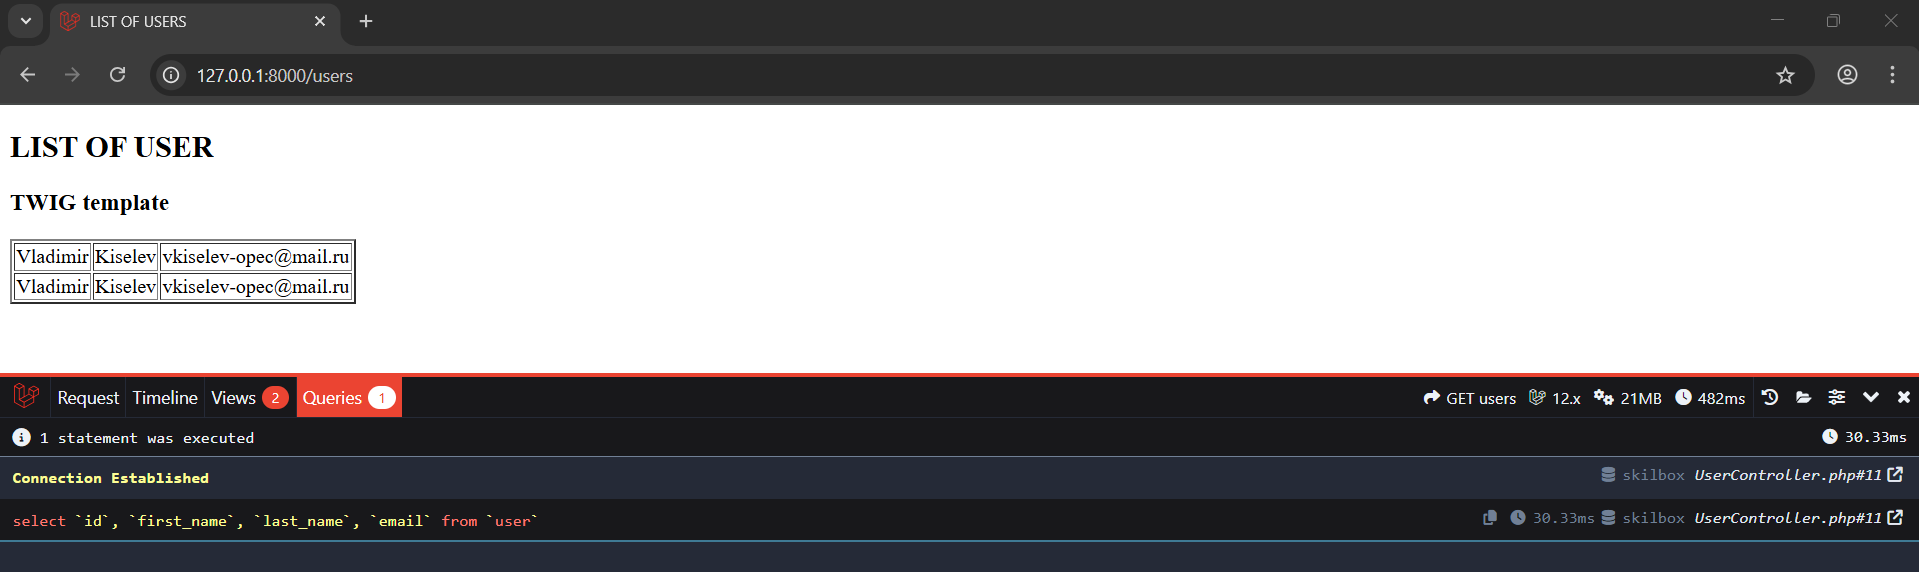 LIST OF USERS
127.0.0.1:8000/users
LIST OF USER
TWIG template
Vladimir Kiselev vkiselev-opec@mail.ru
Vladimir Kiselev vkiselev-opec@mail.ru
Request Timeline Views 2 Queries 1 GET users 12.x 21MB 482ms
1 statement was executed 30.33ms
Connection Established skilbox UserController.php#11
select `id`, `first_name`, `last_name`, `email` from `user` 30.33ms skilbox UserController.php#11